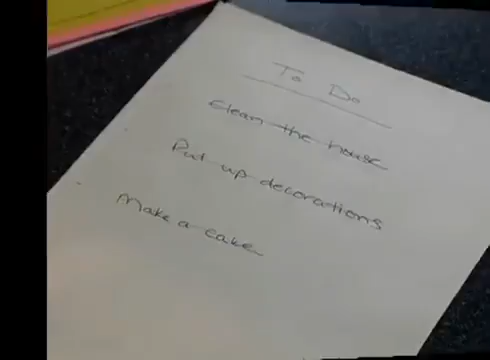 To Do
Clean the house
Put up decorations
Make a cake